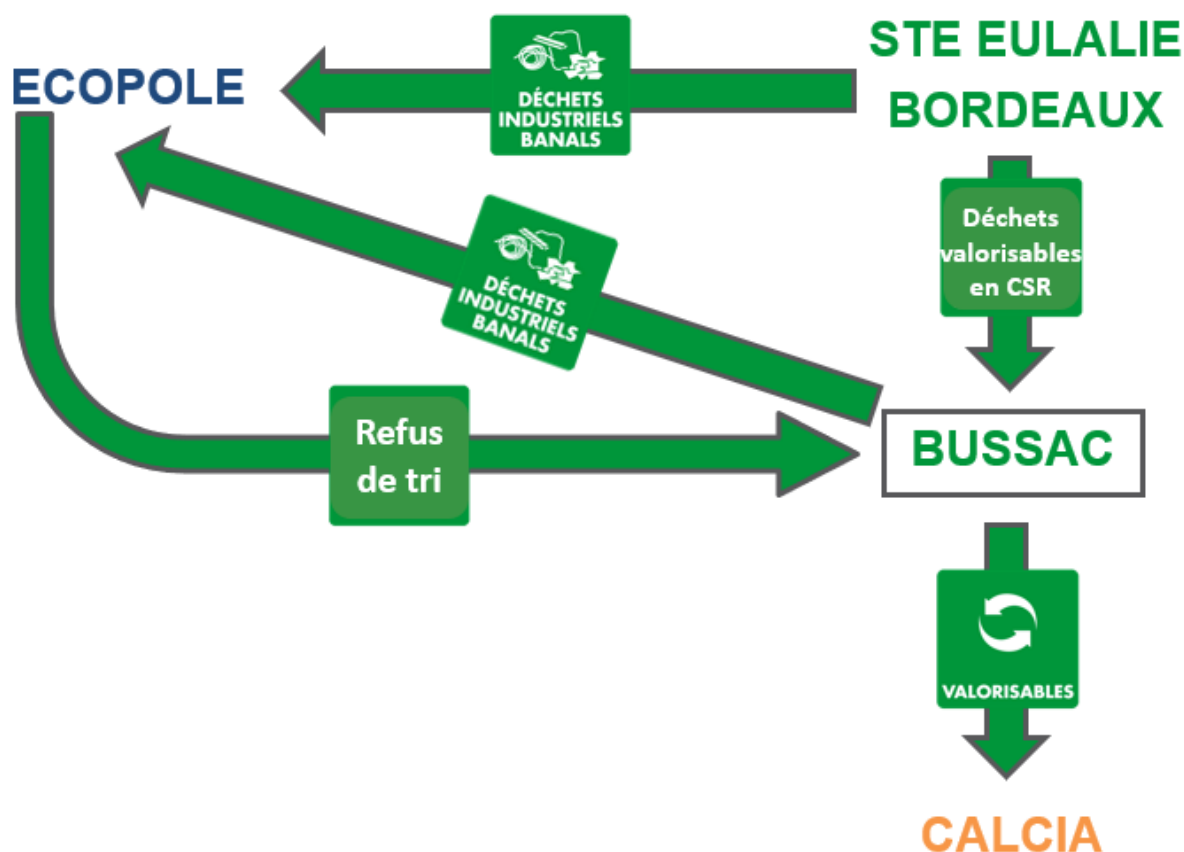 STE EULALIE
BORDEAUX
ECOPOLE
DÉCHETS
INDUSTRIELS
BANALS
Déchets
valorisables
en CSR
DÉCHETS
INDUSTRIELS
BANALS
Refus
de tri
BUSSAC
VALORISABLES
CALCIA